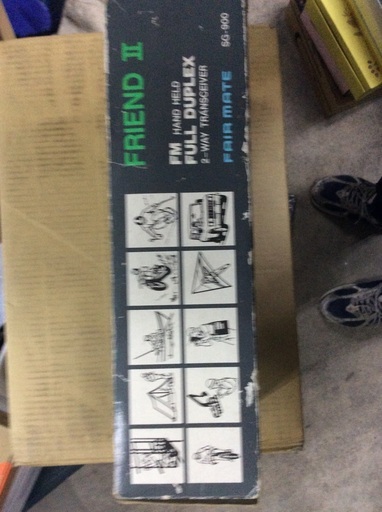 FRIEND II
FM HAND HELD
FULL DUPLEX
2-WAY TRANSCEIVER
FAIR MATE
SG-900